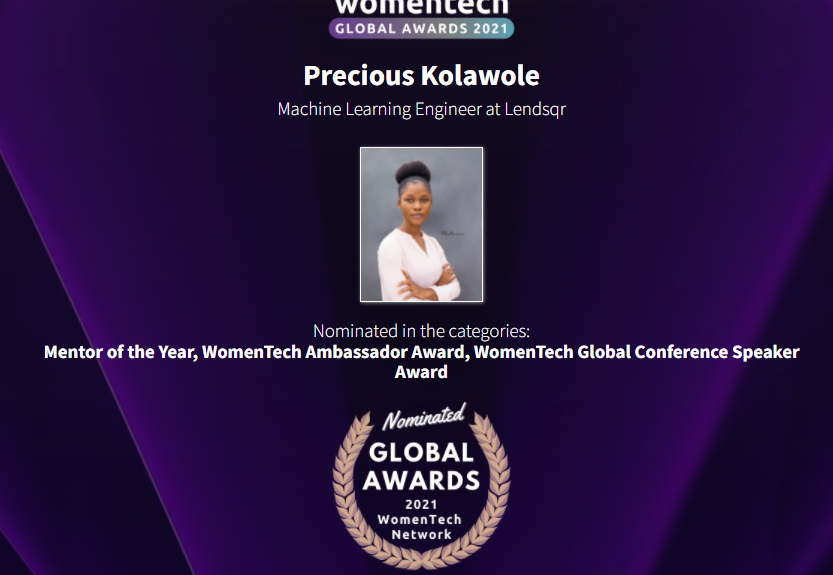 womentech
GLOBAL AWARDS 2021
Precious Kolawole
Machine Learning Engineer at Lendsqr
Nominated in the categories:
Mentor of the Year, WomenTech Ambassador Award, WomenTech Global Conference Speaker
Award
Nominated
GLOBAL
AWARDS
2021
WomenTech
Network